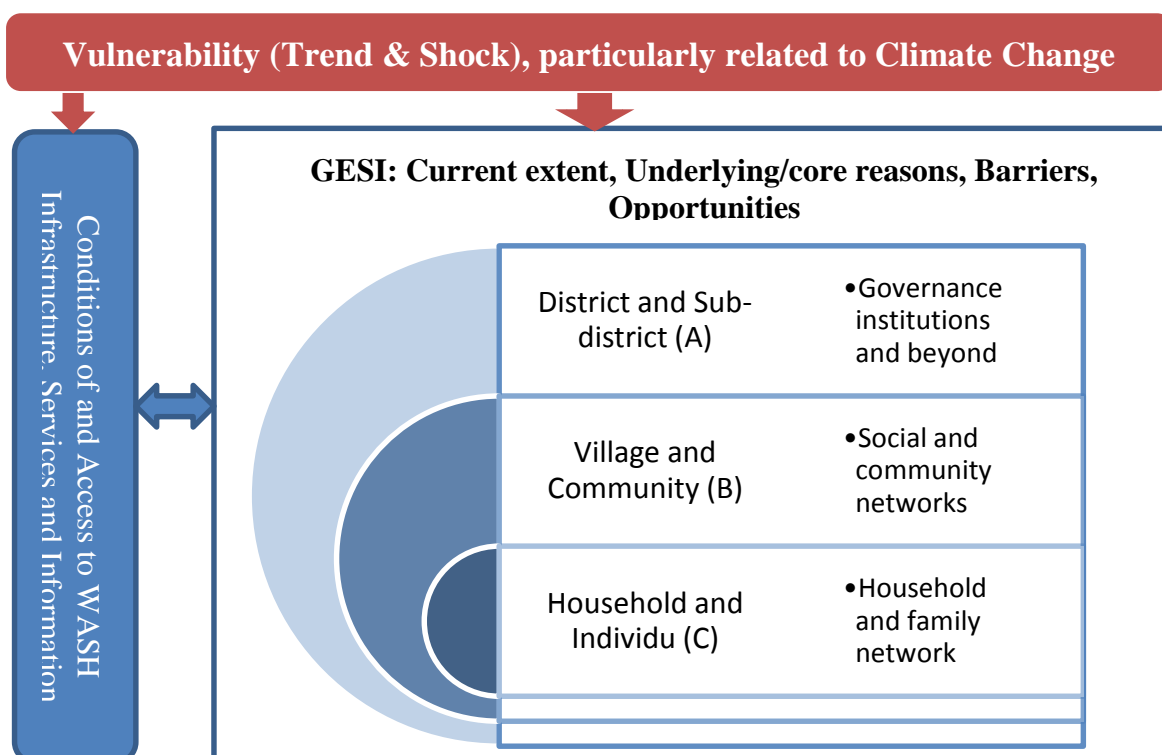 Vulnerability (Trend & Shock), particularly related to Climate Change
Conditions of and Access to WASH
Infrastructure, Services and Information
GESI: Current extent, Underlying/core reasons, Barriers,
Opportunities
District and Sub-
district (A)
•Governance
institutions
and beyond
Village and
Community (B)
•Social and
community
networks
Household and
Individu (C)
•Household
and family
network